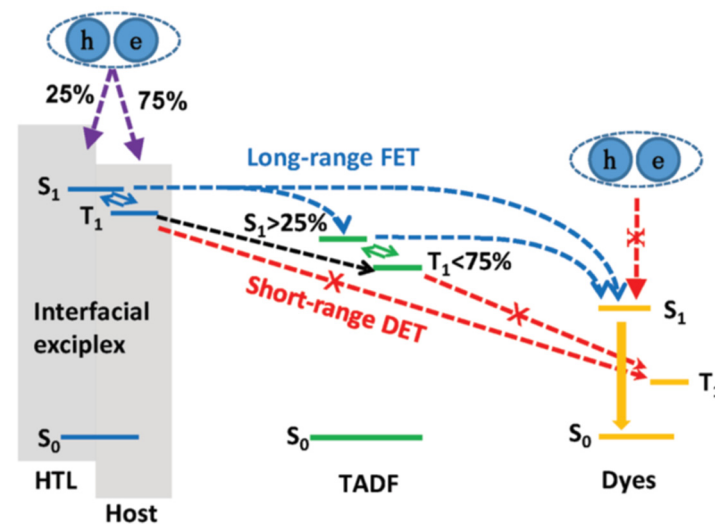 h e
25%
75%
Long-range FET
h e
S₁
T₁
S₁>25%
T₁<75%
Short-range DET
Interfacial
exciplex
S₁
T
S₀
S₀
S₀
HTL
Host
TADF
Dyes